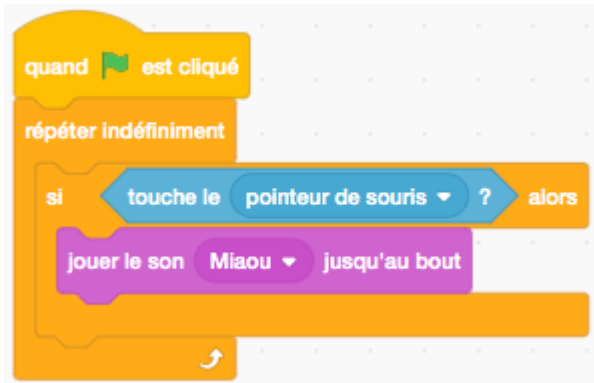 quand est cliqué
répéter indéfiniment
si touche le pointeur de souris ? alors
jouer le son Miaou jusqu'au bout